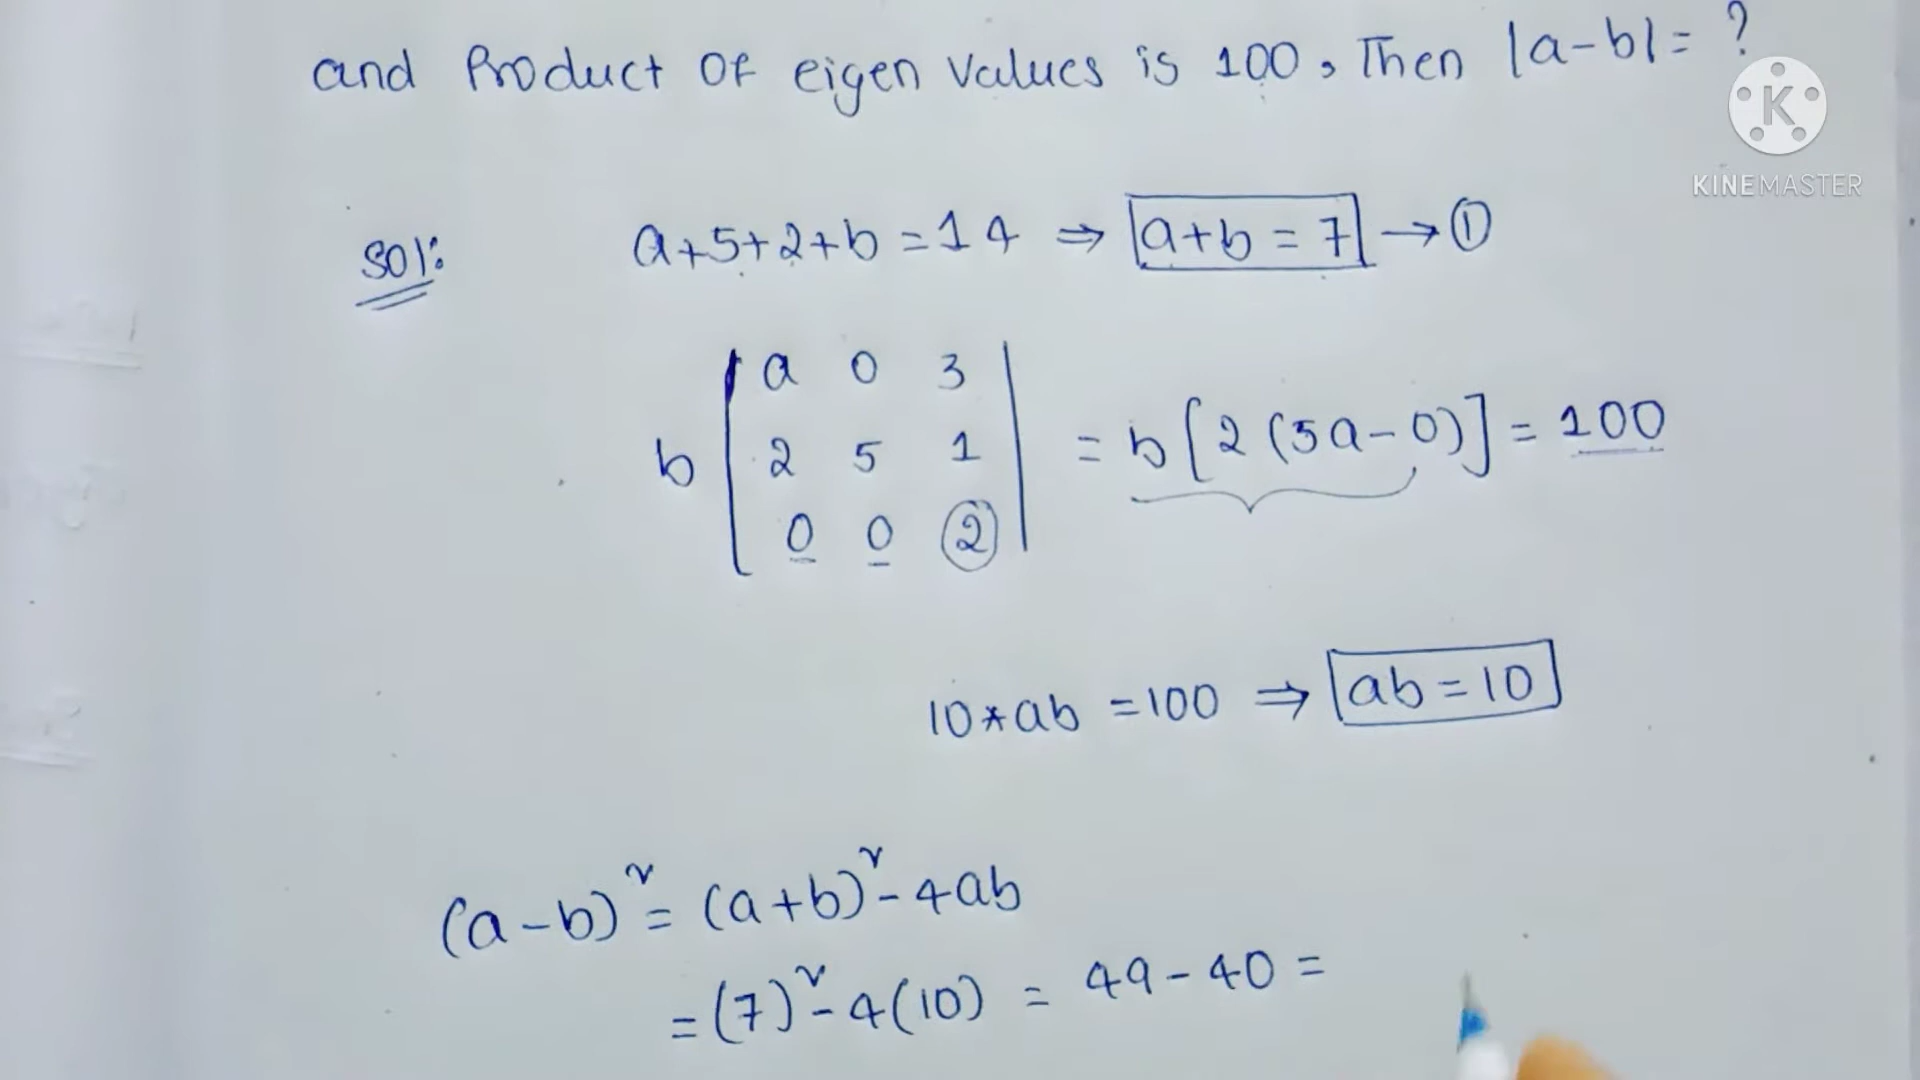 and Product Of eigen values is 100, Then |a-b| = ?
K
KINEMASTER
Sol:
a+5+2+b = 14 ⇒ a+b = 7 → ①
a 0 3
b 2 5 1 = b[2(5a-0)] = 100
0 0 2
10*ab = 100 ⇒ ab = 10
(a-b)² = (a+b)² - 4ab
= (7)² - 4(10) = 49 - 40 =